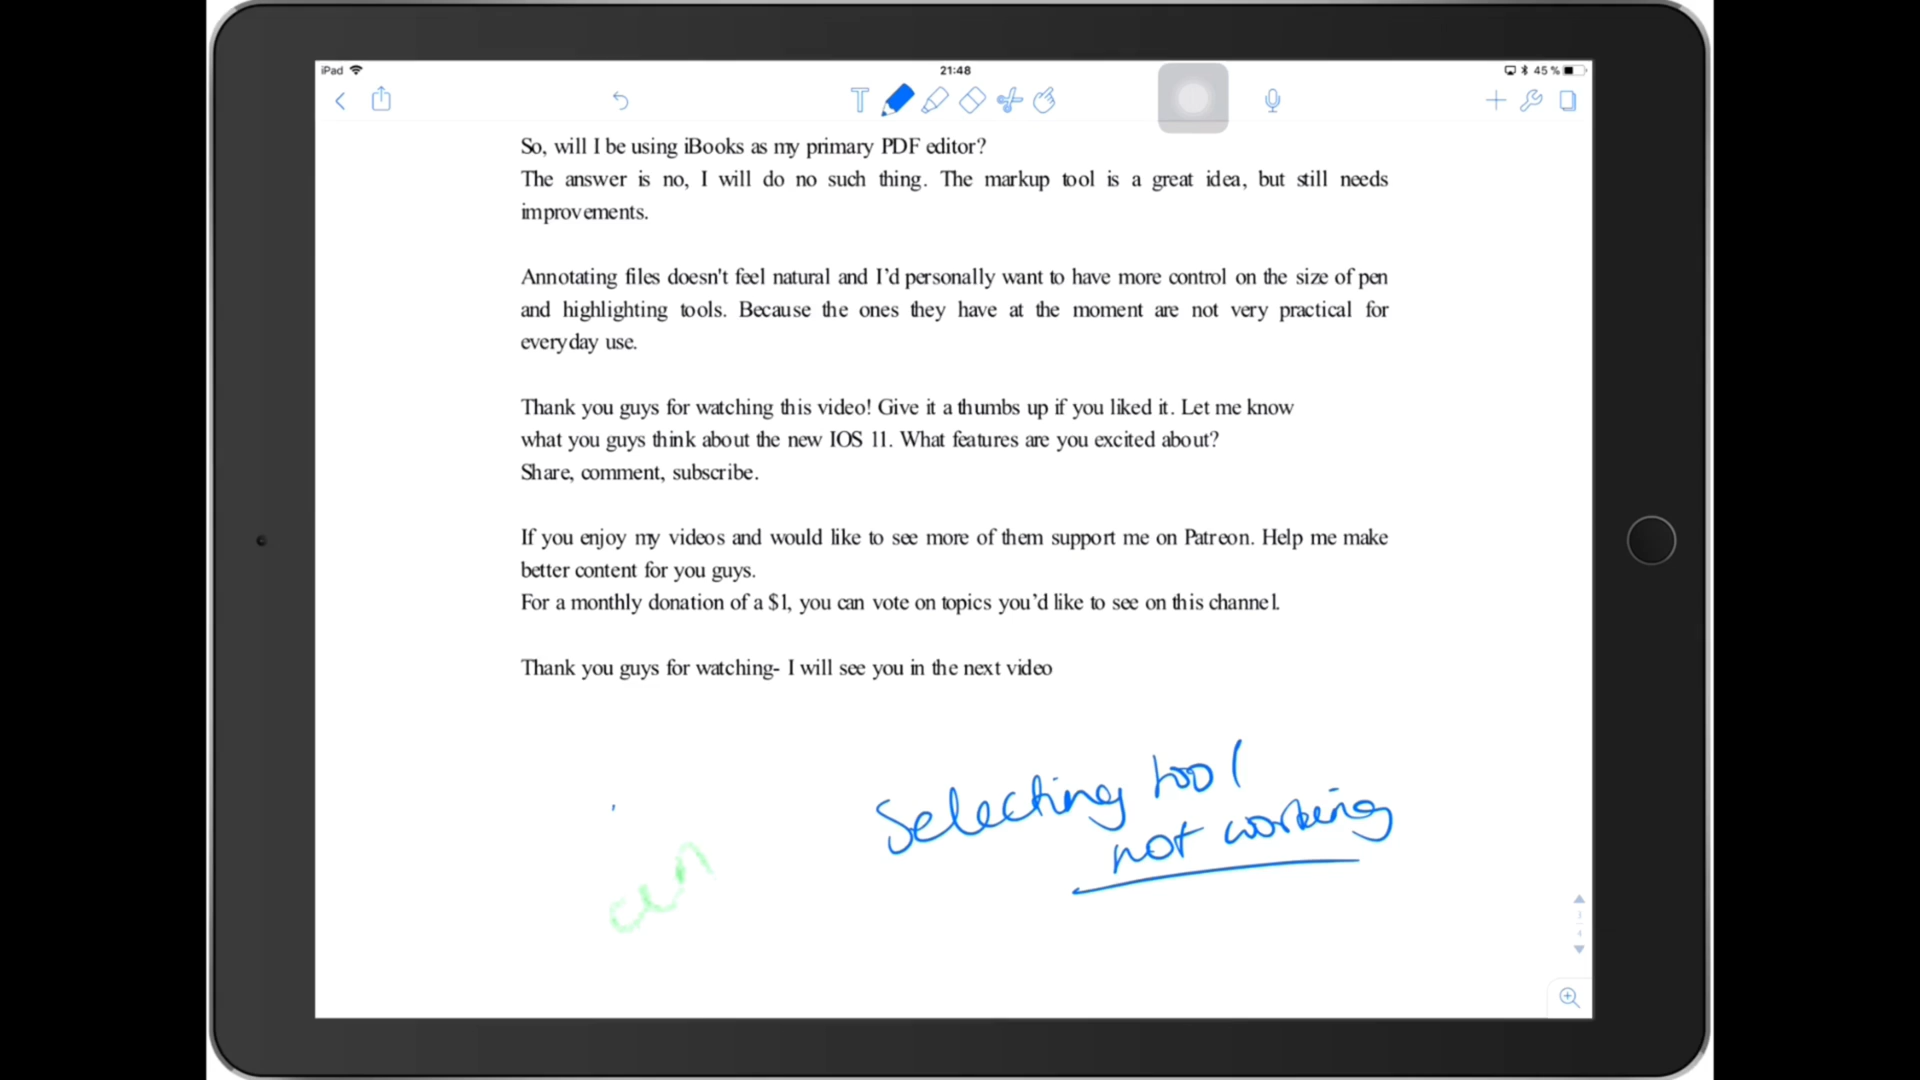 iPad
21:48
45 %
T
So, will I be using iBooks as my primary PDF editor?
The answer is no, I will do no such thing. The markup tool is a great idea, but still needs
improvements.
Annotating files doesn't feel natural and I’d personally want to have more control on the size of pen
and highlighting tools. Because the ones they have at the moment are not very practical for
everyday use.
Thank you guys for watching this video! Give it a thumbs up if you liked it. Let me know
what you guys think about the new IOS 11. What features are you excited about?
Share, comment, subscribe.
If you enjoy my videos and would like to see more of them support me on Patreon. Help me make
better content for you guys.
For a monthly donation of a $1, you can vote on topics you’d like to see on this channel.
Thank you guys for watching- I will see you in the next video
Selecting tool
not working
3
4